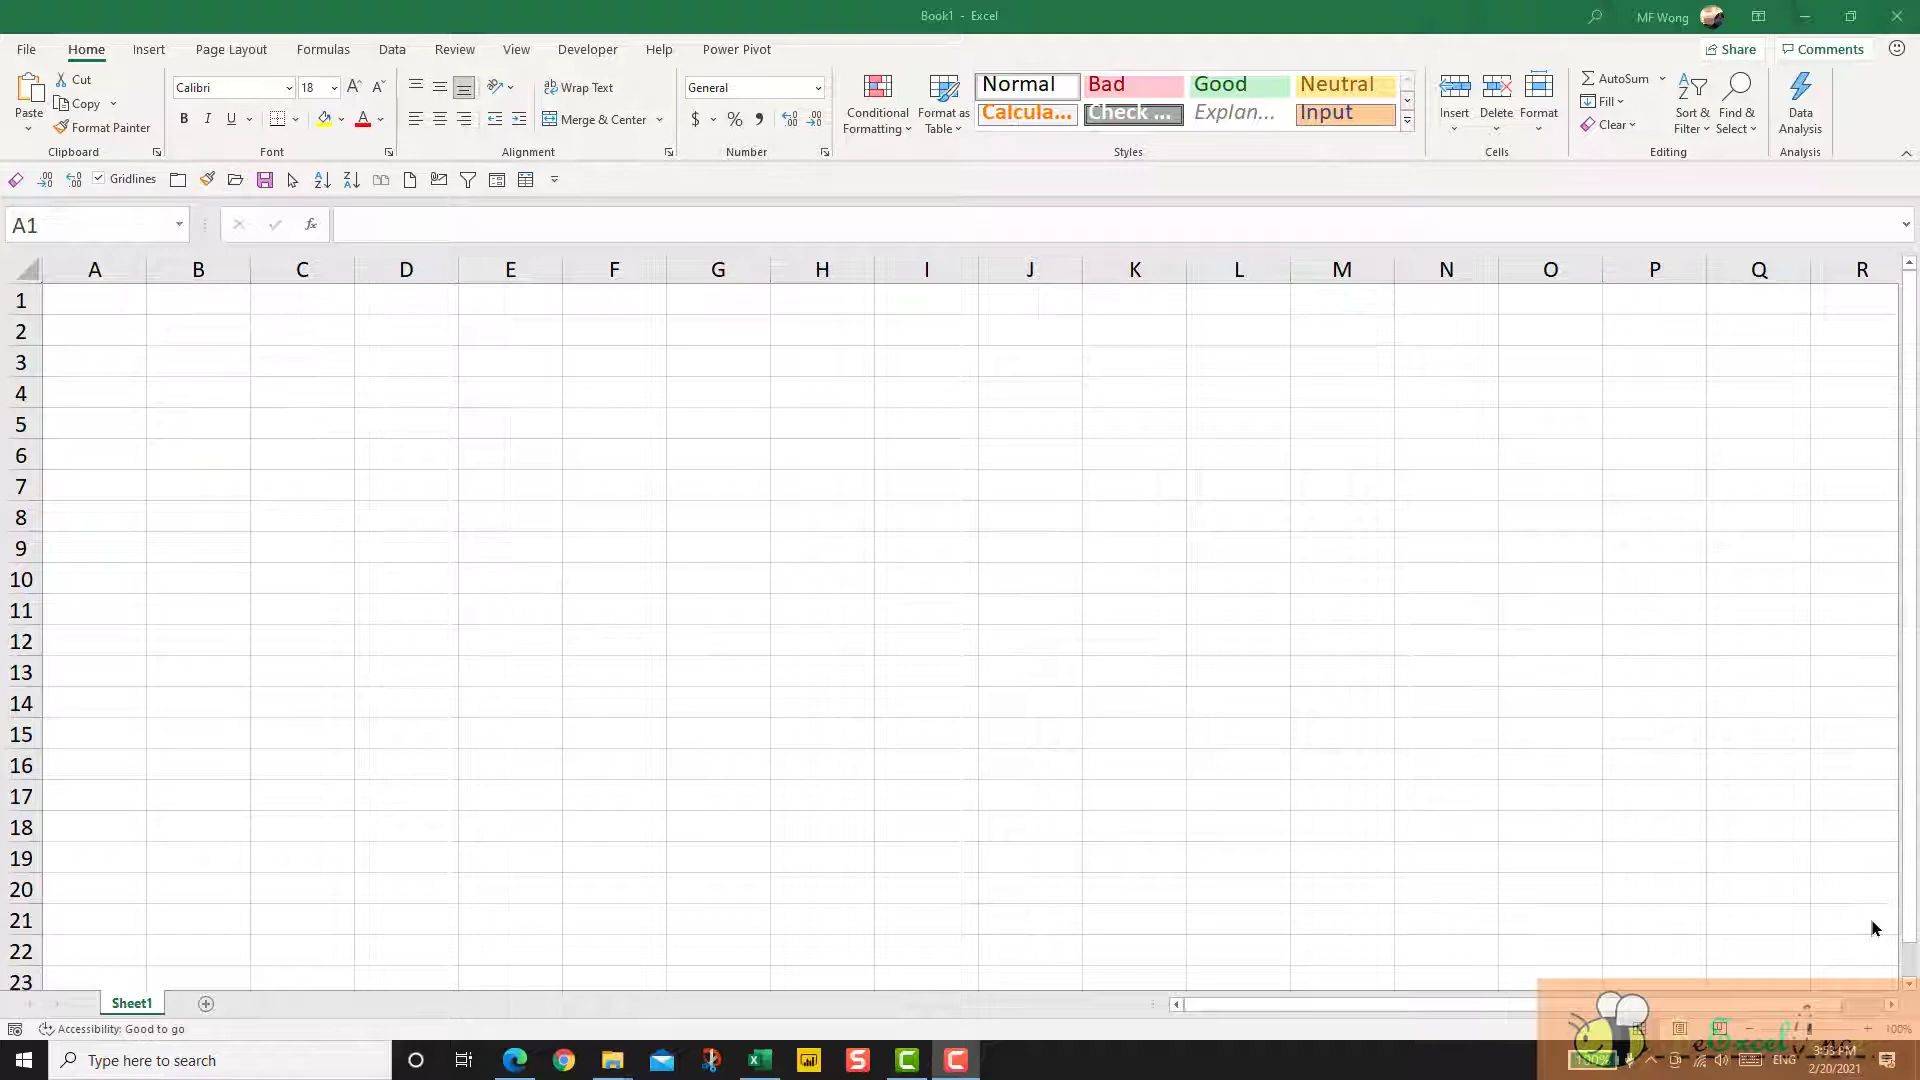 Book1 - Excel
MF Wong
File Home Insert Page Layout Formulas Data Review View Developer Help Power Pivot
Share Comments
Paste
Cut
Copy
Format Painter
Clipboard
Calibri 18
B I U
Font
Wrap Text
Merge & Center
Alignment
General
$ % ,
Number
Conditional Formatting
Format as Table
Normal Bad Good Neutral
Calcula... Check ... Explan... Input
Styles
Insert Delete Format
Cells
AutoSum
Fill
Clear
Sort & Filter
Find & Select
Editing
Data Analysis
Analysis
Gridlines
A1
fx
A B C D E F G H I J K L M N O P Q R
1
2
3
4
5
6
7
8
9
10
11
12
13
14
15
16
17
18
19
20
21
22
23
Sheet1
Accessibility: Good to go
100%
Type here to search
100%
ENG
3:53 PM
2/20/2021